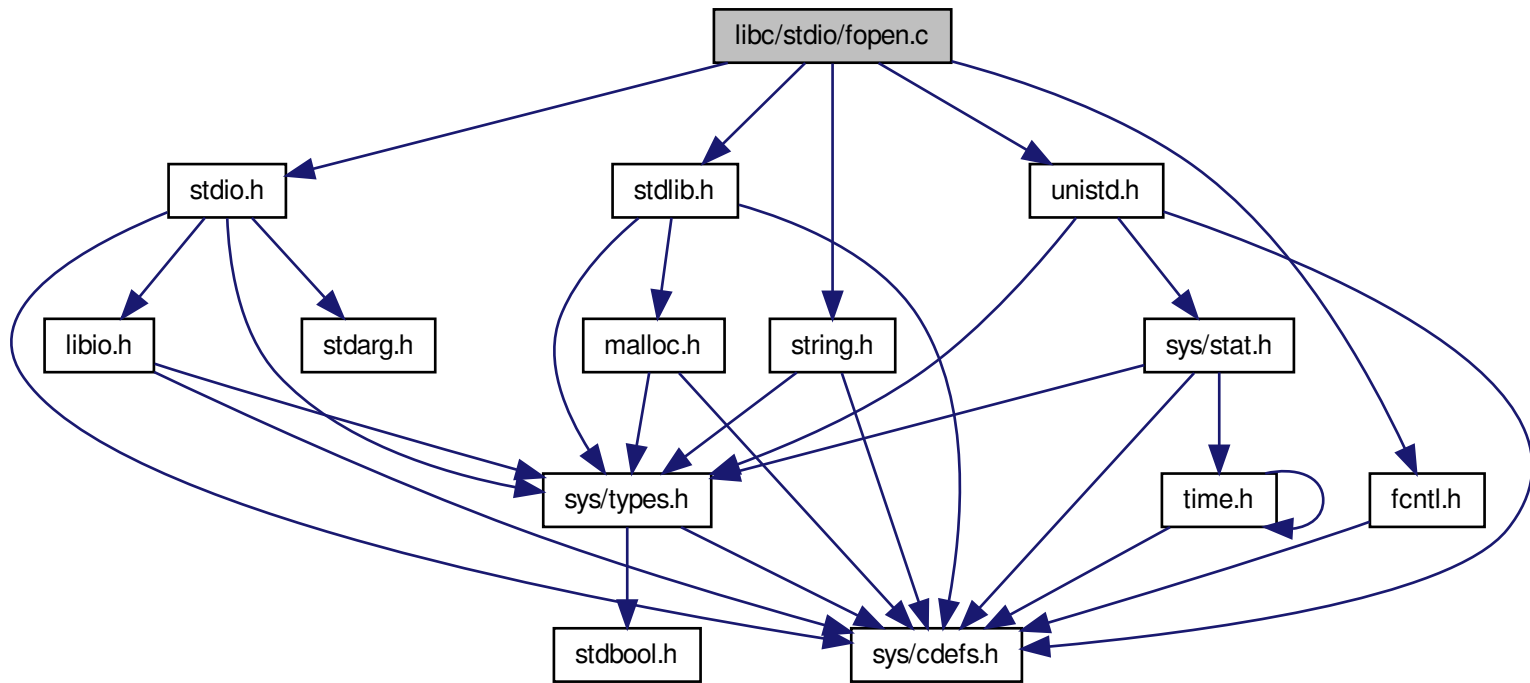 libc/stdio/fopen.c
stdio.h
stdlib.h
unistd.h
libio.h
stdarg.h
malloc.h
string.h
sys/stat.h
sys/types.h
time.h
fcntl.h
stdbool.h
sys/cdefs.h